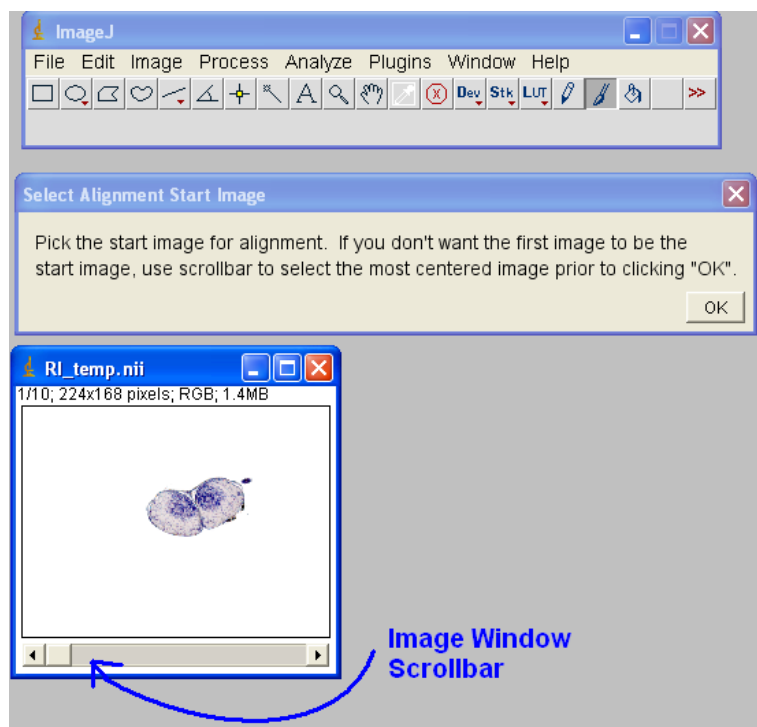 ImageJ
File Edit Image Process Analyze Plugins Window Help
A Dev Stk LUT >>
Select Alignment Start Image
Pick the start image for alignment. If you don't want the first image to be the
start image, use scrollbar to select the most centered image prior to clicking "OK".
OK
RI_temp.nii
1/10; 224x168 pixels; RGB; 1.4MB
Image Window
Scrollbar